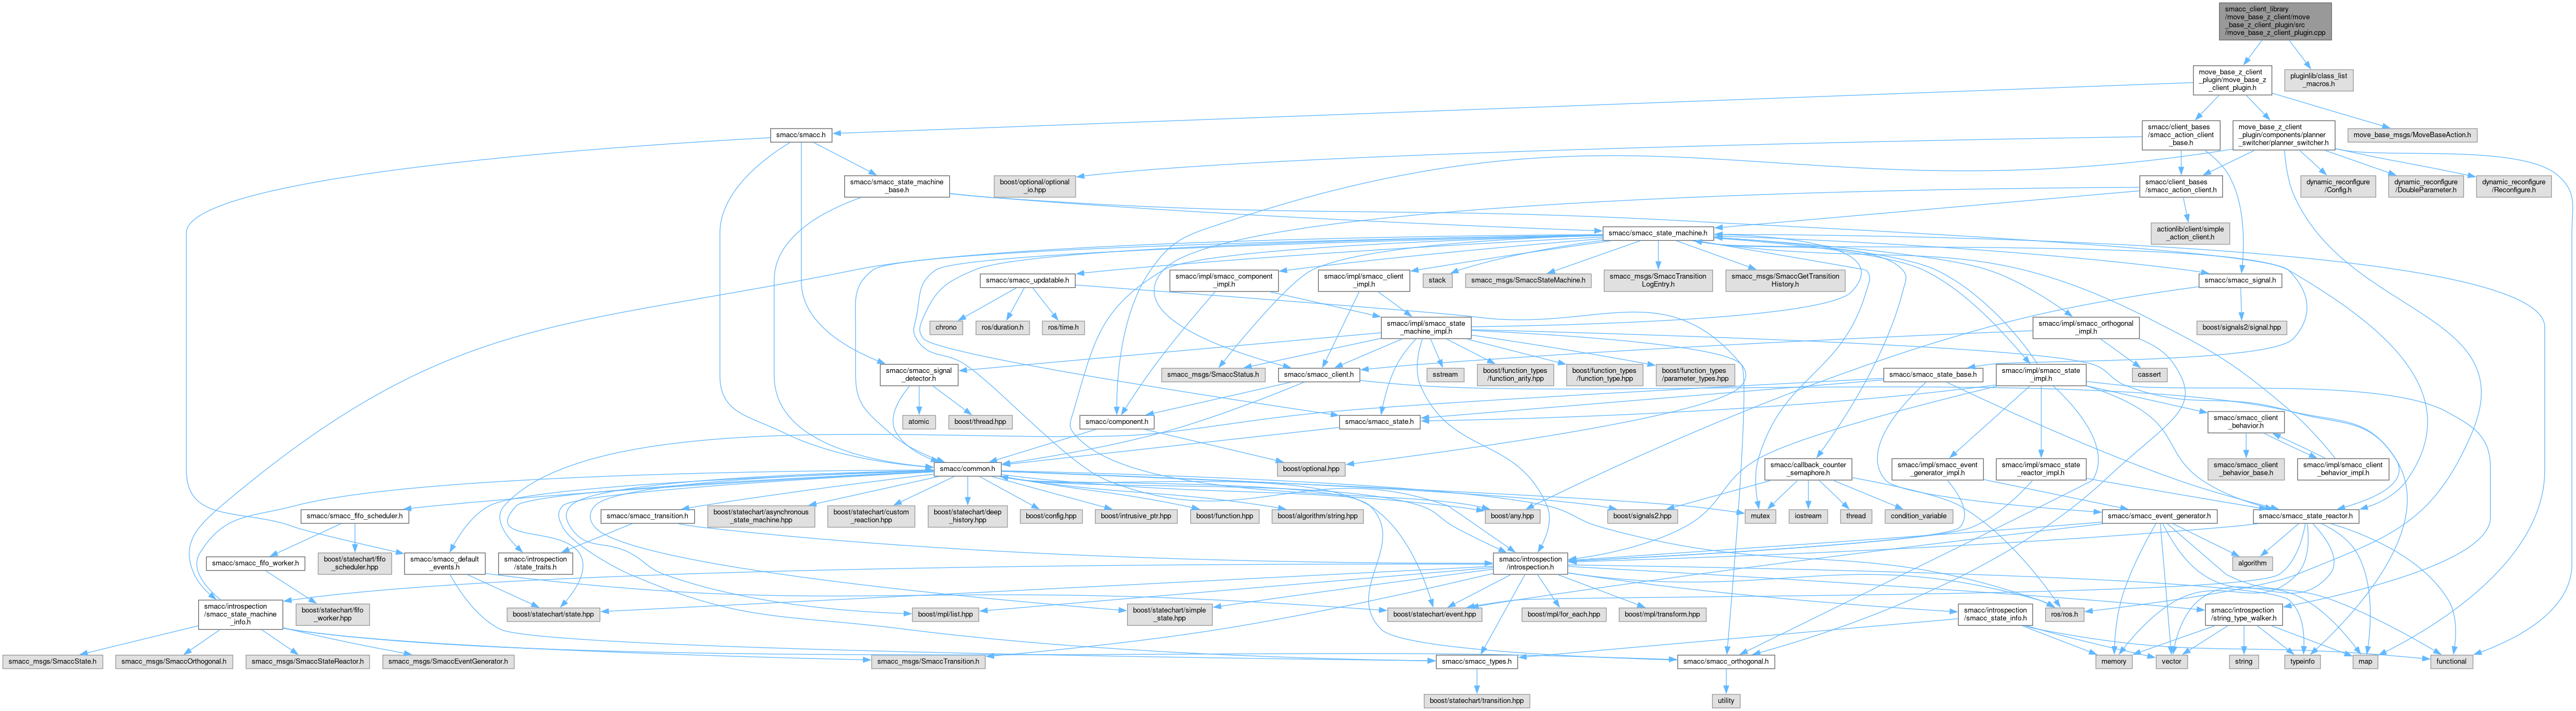 smacc_client_library
/move_base_z_client/move
_base_z_client_plugin/src
/move_base_z_client_plugin.cpp
move_base_z_client
_plugin/move_base_z
_client_plugin.h
pluginlib/class_list
_macros.h
smacc/smacc.h
smacc/client_bases
/smacc_action_client
_base.h
move_base_z_client
_plugin/components/planner
_switcher/planner_switcher.h
move_base_msgs/MoveBaseAction.h
smacc/smacc_state_machine
_base.h
boost/optional/optional
_io.hpp
smacc/client_bases
/smacc_action_client.h
dynamic_reconfigure
/Config.h
dynamic_reconfigure
/DoubleParameter.h
dynamic_reconfigure
/Reconfigure.h
smacc/smacc_state_machine.h
actionlib/client/simple
_action_client.h
smacc/smacc_updatable.h
smacc/impl/smacc_component
_impl.h
smacc/impl/smacc_client
_impl.h
stack
smacc_msgs/SmaccStateMachine.h
smacc_msgs/SmaccTransition
LogEntry.h
smacc_msgs/SmaccGetTransition
History.h
smacc/smacc_signal.h
chrono
ros/duration.h
ros/time.h
smacc/impl/smacc_state
_machine_impl.h
smacc/impl/smacc_orthogonal
_impl.h
boost/signals2/signal.hpp
smacc/smacc_signal
_detector.h
smacc_msgs/SmaccStatus.h
smacc/smacc_client.h
sstream
boost/function_types
/function_arity.hpp
boost/function_types
/function_type.hpp
boost/function_types
/parameter_types.hpp
smacc/smacc_state_base.h
smacc/impl/smacc_state
_impl.h
cassert
atomic
boost/thread.hpp
smacc/component.h
smacc/smacc_state.h
smacc/smacc_client
_behavior.h
smacc/common.h
boost/optional.hpp
smacc/callback_counter
_semaphore.h
smacc/impl/smacc_event
_generator_impl.h
smacc/impl/smacc_state
_reactor_impl.h
smacc/smacc_client
_behavior_base.h
smacc/impl/smacc_client
_behavior_impl.h
smacc/smacc_fifo_scheduler.h
smacc/smacc_transition.h
boost/statechart/asynchronous
_state_machine.hpp
boost/statechart/custom
_reaction.hpp
boost/statechart/deep
_history.hpp
boost/config.hpp
boost/intrusive_ptr.hpp
boost/function.hpp
boost/algorithm/string.hpp
boost/any.hpp
boost/signals2.hpp
mutex
iostream
thread
condition_variable
smacc/smacc_event_generator.h
smacc/smacc_state_reactor.h
smacc/smacc_fifo_worker.h
boost/statechart/fifo
_scheduler.hpp
smacc/smacc_default
_events.h
smacc/introspection
/state_traits.h
smacc/introspection
/introspection.h
algorithm
smacc/introspection
/smacc_state_machine
_info.h
boost/statechart/fifo
_worker.hpp
boost/statechart/state.hpp
boost/mpl/list.hpp
boost/statechart/simple
_state.hpp
boost/statechart/event.hpp
boost/mpl/for_each.hpp
boost/mpl/transform.hpp
smacc/introspection
/smacc_state_info.h
ros/ros.h
smacc/introspection
/string_type_walker.h
smacc_msgs/SmaccState.h
smacc_msgs/SmaccOrthogonal.h
smacc_msgs/SmaccStateReactor.h
smacc_msgs/SmaccEventGenerator.h
smacc_msgs/SmaccTransition.h
smacc/smacc_types.h
smacc/smacc_orthogonal.h
memory
vector
string
typeinfo
map
functional
boost/statechart/transition.hpp
utility